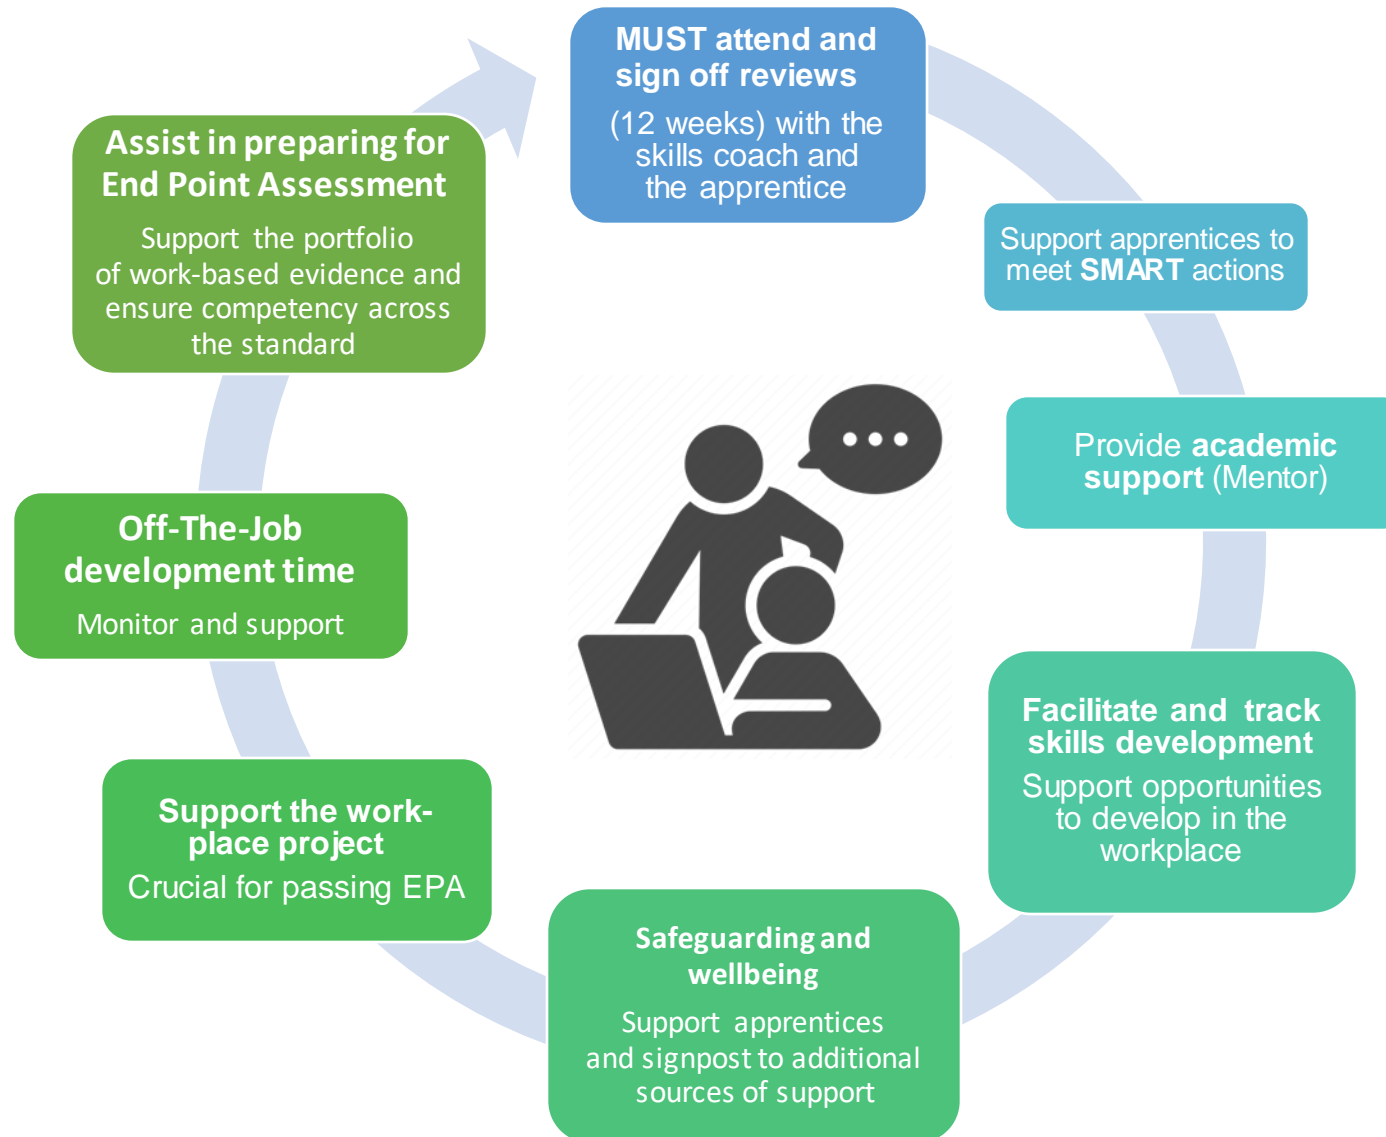 MUST attend and
sign off reviews
(12 weeks) with the
skills coach and
the apprentice
Support apprentices to
meet SMART actions
Provide academic
support (Mentor)
Facilitate and track
skills development
Support opportunities
to develop in the
workplace
Safeguarding and
wellbeing
Support apprentices
and signpost to additional
sources of support
Support the work-
place project
Crucial for passing EPA
Off-The-Job
development time
Monitor and support
Assist in preparing for
End Point Assessment
Support the portfolio
of work-based evidence and
ensure competency across
the standard